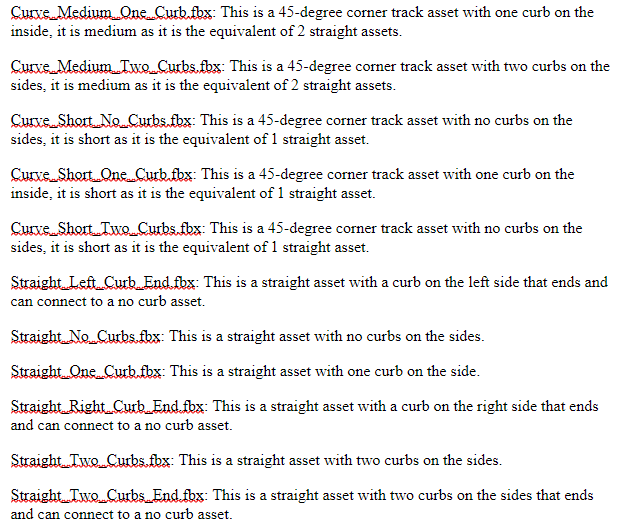 Curve_Medium_One_Curb.fbx: This is a 45-degree corner track asset with one curb on the
inside, it is medium as it is the equivalent of 2 straight assets.
Curve_Medium_Two_Curbs.fbx: This is a 45-degree corner track asset with two curbs on the
sides, it is medium as it is the equivalent of 2 straight assets.
Curve_Short_No_Curbs.fbx: This is a 45-degree corner track asset with no curbs on the
sides, it is short as it is the equivalent of 1 straight asset.
Curve_Short_One_Curb.fbx: This is a 45-degree corner track asset with one curb on the
inside, it is short as it is the equivalent of 1 straight asset.
Curve_Short_Two_Curbs.fbx: This is a 45-degree corner track asset with no curbs on the
sides, it is short as it is the equivalent of 1 straight asset.
Straight_Left_Curb_End.fbx: This is a straight asset with a curb on the left side that ends and
can connect to a no curb asset.
Straight_No_Curbs.fbx: This is a straight asset with no curbs on the sides.
Straight_One_Curb.fbx: This is a straight asset with one curb on the side.
Straight_Right_Curb_End.fbx: This is a straight asset with a curb on the right side that ends
and can connect to a no curb asset.
Straight_Two_Curbs.fbx: This is a straight asset with two curbs on the sides.
Straight_Two_Curbs_End.fbx: This is a straight asset with two curbs on the sides that ends
and can connect to a no curb asset.